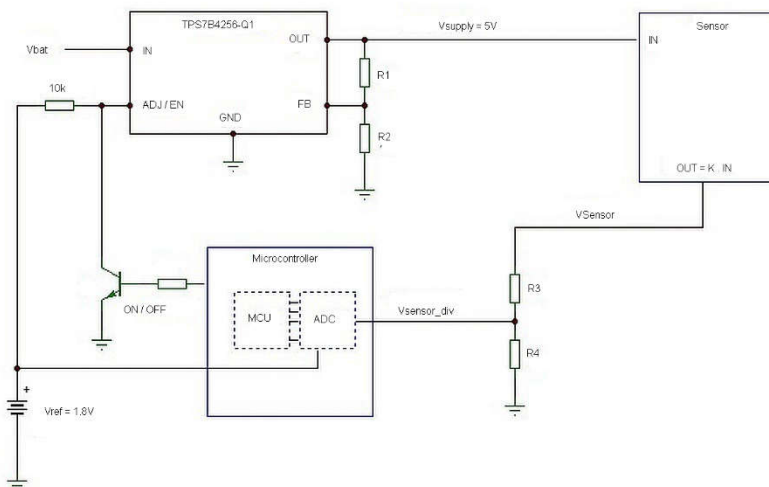 TPS7B4256-Q1
Sensor
Vbat
IN
OUT
Vsupply = 5V
IN
R1
10k
ADJ / EN
FB
GND
R2
OUT = K IN
VSensor
Microcontroller
R3
ON / OFF
MCU
ADC
Vsensor_div
R4
+
Vref = 1.8V